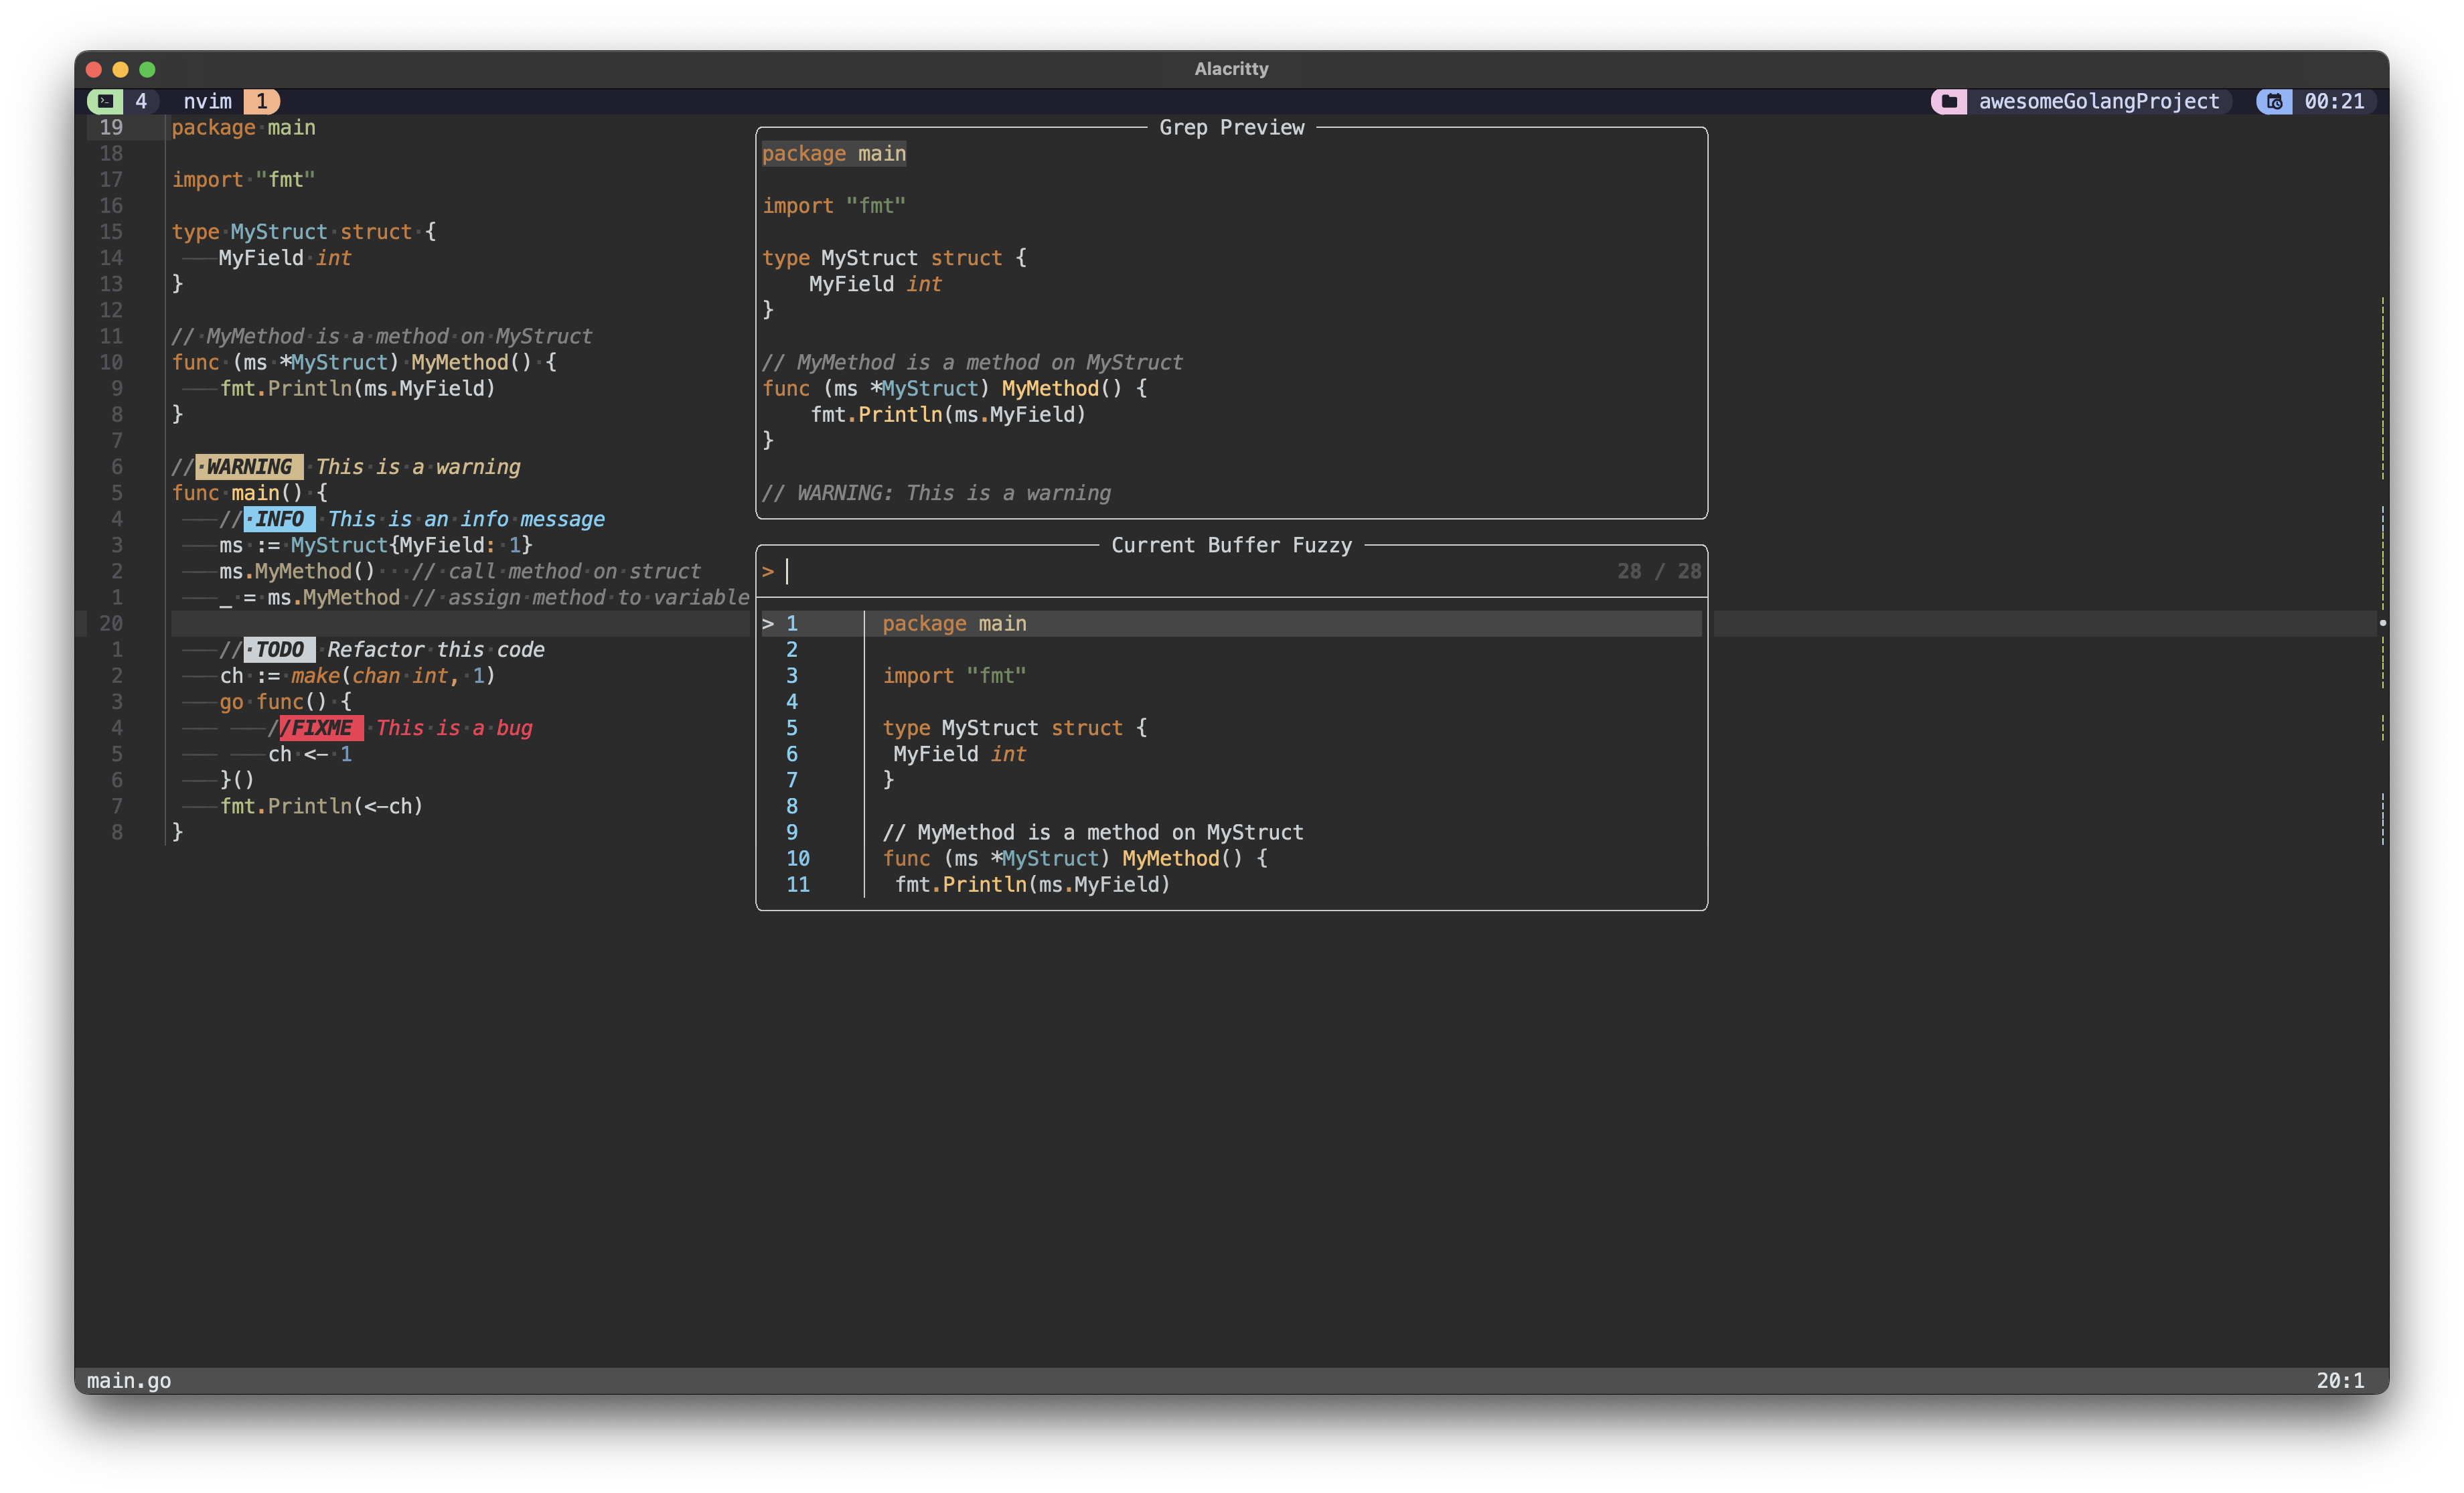 Alacritty
4 nvim 1 awesomeGolangProject 00:21
19 package main
18
17 import "fmt"
16
15 type MyStruct struct {
14 MyField int
13 }
12
11 // MyMethod is a method on MyStruct
10 func (ms *MyStruct) MyMethod() {
9 fmt.Println(ms.MyField)
8 }
7
6 // WARNING This is a warning
5 func main() {
4 // INFO This is an info message
3 ms := MyStruct{MyField: 1}
2 ms.MyMethod() // call method on struct
1 _ = ms.MyMethod // assign method to variable
20
1 // TODO Refactor this code
2 ch := make(chan int, 1)
3 go func() {
4 //FIXME This is a bug
5 ch <- 1
6 }()
7 fmt.Println(<-ch)
8 }
Grep Preview
package main
import "fmt"
type MyStruct struct {
MyField int
}
// MyMethod is a method on MyStruct
func (ms *MyStruct) MyMethod() {
fmt.Println(ms.MyField)
}
// WARNING: This is a warning
Current Buffer Fuzzy
> 28 / 28
> 1 package main
2
3 import "fmt"
4
5 type MyStruct struct {
6 MyField int
7 }
8
9 // MyMethod is a method on MyStruct
10 func (ms *MyStruct) MyMethod() {
11 fmt.Println(ms.MyField)
main.go 20:1